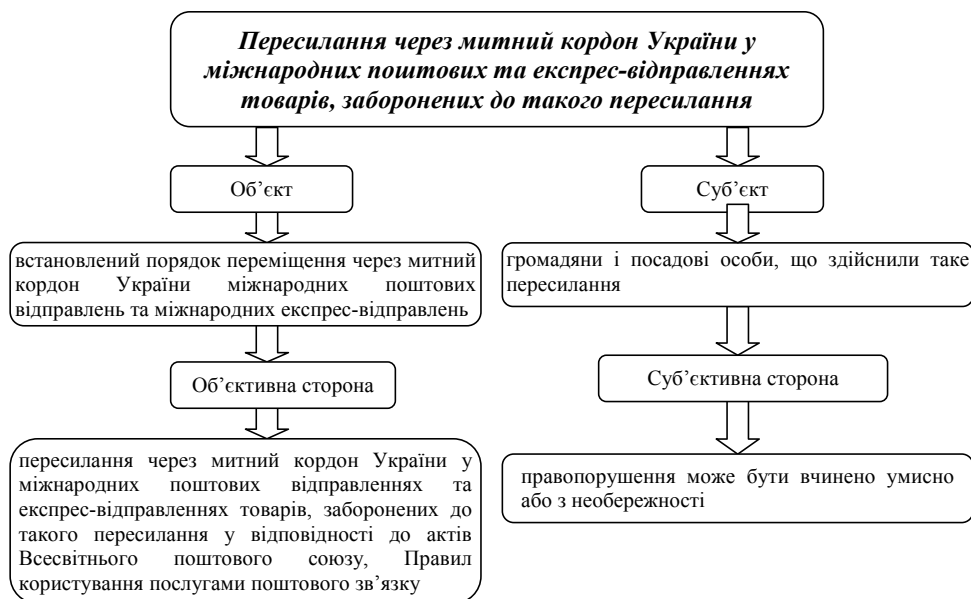 Пересилання через митний кордон України у
міжнародних поштових та експрес-відправленнях
товарів, заборонених до такого пересилання
Об’єкт
встановлений порядок переміщення через митний
кордон України міжнародних поштових
відправлень та міжнародних експрес-відправлень
Об’єктивна сторона
пересилання через митний кордон України у
міжнародних поштових відправленнях та
експрес-відправленнях товарів, заборонених до
такого пересилання у відповідності до актів
Всесвітнього поштового союзу, Правил
користування послугами поштового зв’язку
Суб’єкт
громадяни і посадові особи, що здійснили таке
пересилання
Суб’єктивна сторона
правопорушення може бути вчинено умисно
або з необережності